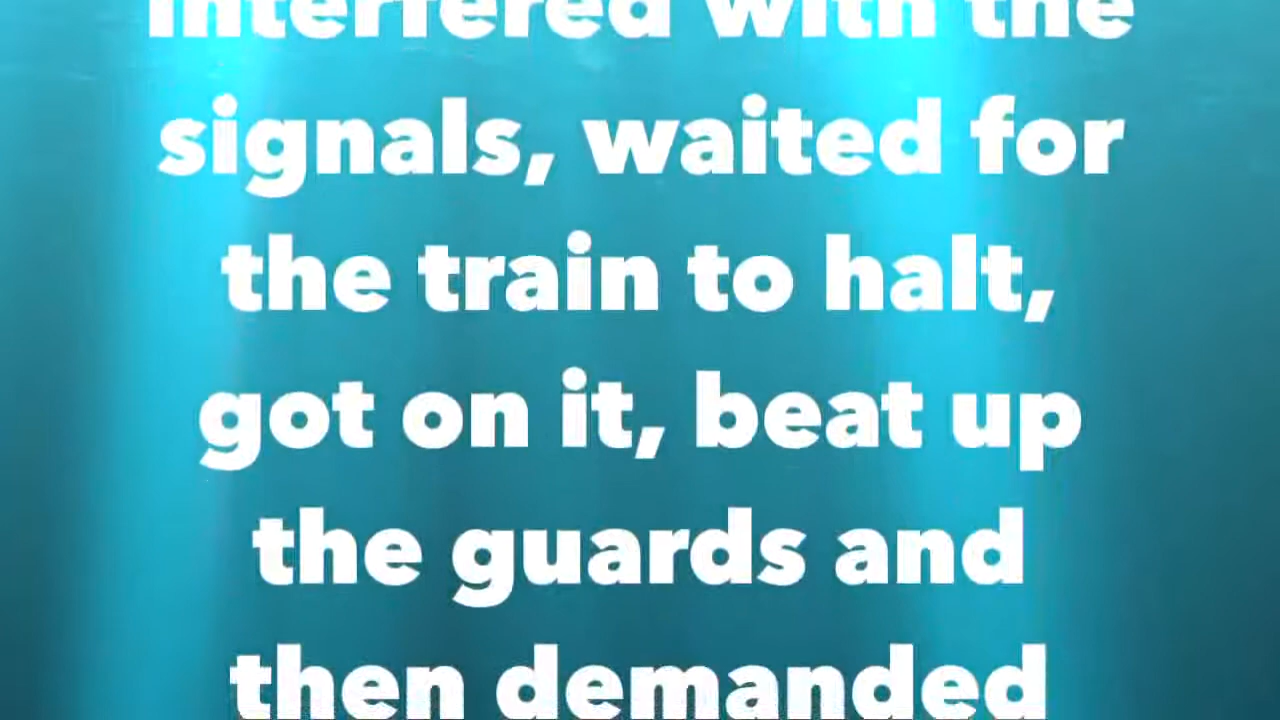 interfered with the
signals, waited for
the train to halt,
got on it, beat up
the guards and
then demanded